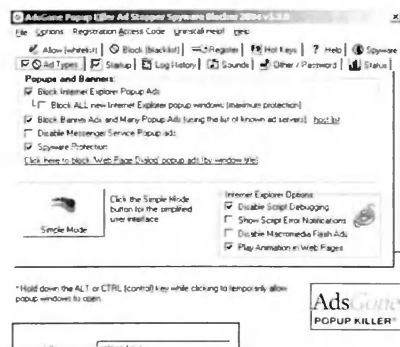 AdsGone Popup Killer Ad Stopper Spyware Blocker 2004 v5.3.0
File Options Registration Access Code Uninstall Help! Help
Allow (whitelist) Block (blacklist) Register Hot Keys Help Spyware
Ad Types Startup Log History Sounds Other / Password Status
Popups and Banners:
Block Internet Explorer Popup Ads
Block ALL new Internet Explorer popup windows (maximum protection)
Block Banner Ads and Many Popup Ads (using the list of known ad servers) host list
Disable Messenger Service Popup ads
Spyware Protection
Click here to block 'Web Page Dialog' popup ads (by window title)
Click the Simple Mode
button for the simplified
user interface
Simple Mode
Internet Explorer Options:
Disable Script Debugging
Show Script Error Notifications
Disable Macromedia Flash Ads
Play Animation in Web Pages
*Hold down the ALT or CTRL (control) key while clicking to temporarily allow
popup windows to open.
AdsGone
POPUP KILLER